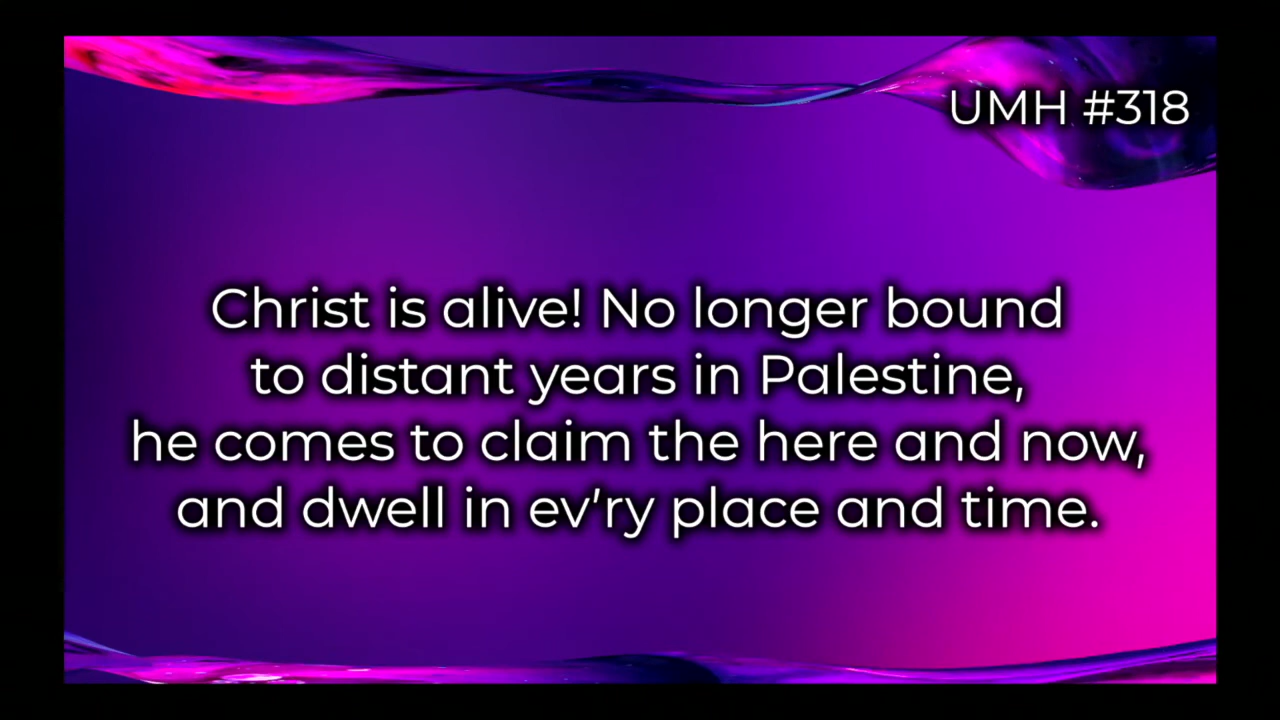 UMH #318
Christ is alive! No longer bound
to distant years in Palestine,
he comes to claim the here and now,
and dwell in ev’ry place and time.